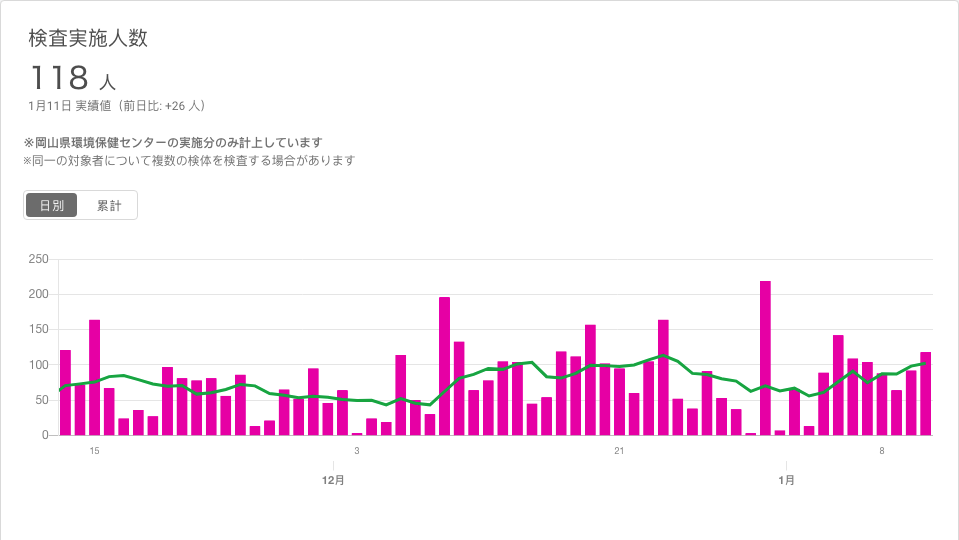 検査実施人数
118 人
1月11日 実績値（前日比: +26 人）
※岡山県環境保健センターの実施分のみ計上しています
※同一の対象者について複数の検体を検査する場合があります
日別 累計
250
200
150
100
50
0
15 3 21 8
12月 1月